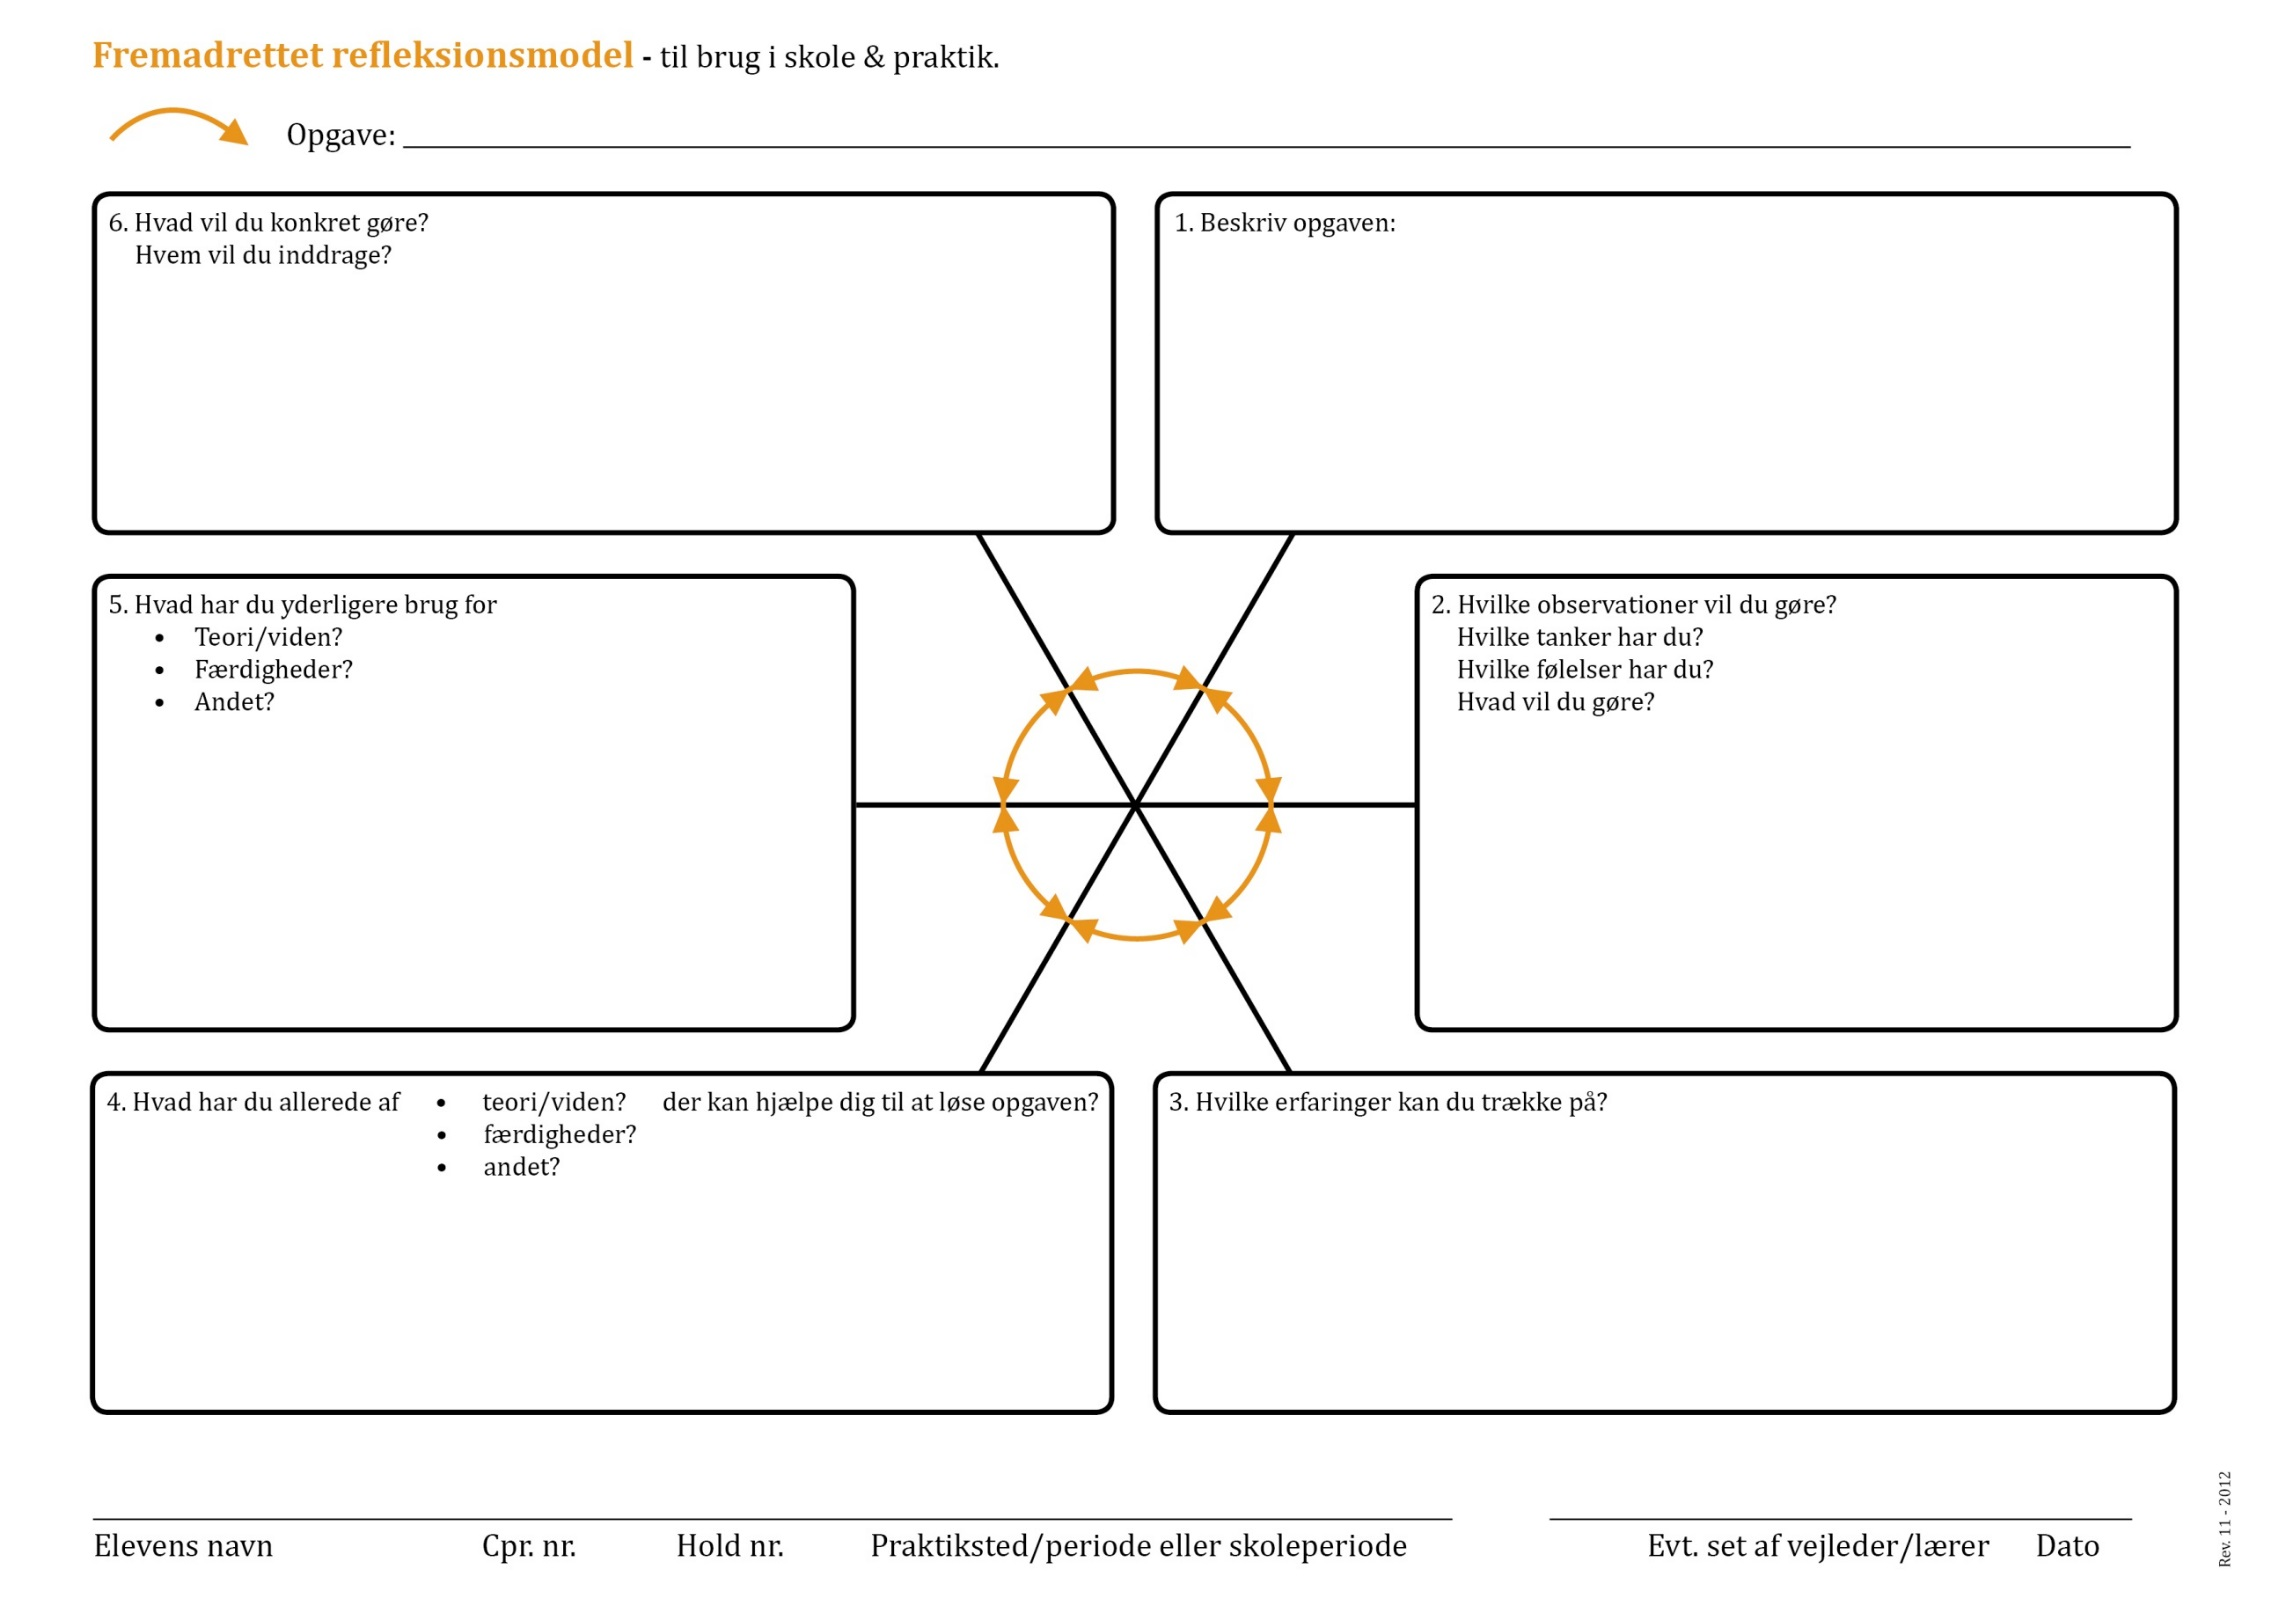 Fremadrettet refleksionsmodel - til brug i skole & praktik.
Opgave:
6. Hvad vil du konkret gøre?
Hvem vil du inddrage?
1. Beskriv opgaven:
5. Hvad har du yderligere brug for
• Teori/viden?
• Færdigheder?
• Andet?
2. Hvilke observationer vil du gøre?
Hvilke tanker har du?
Hvilke følelser har du?
Hvad vil du gøre?
4. Hvad har du allerede af • teori/viden? der kan hjælpe dig til at løse opgaven?
• færdigheder?
• andet?
3. Hvilke erfaringer kan du trække på?
Elevens navn Cpr. nr. Hold nr. Praktiksted/periode eller skoleperiode Evt. set af vejleder/lærer Dato
Rev. 11 - 2012